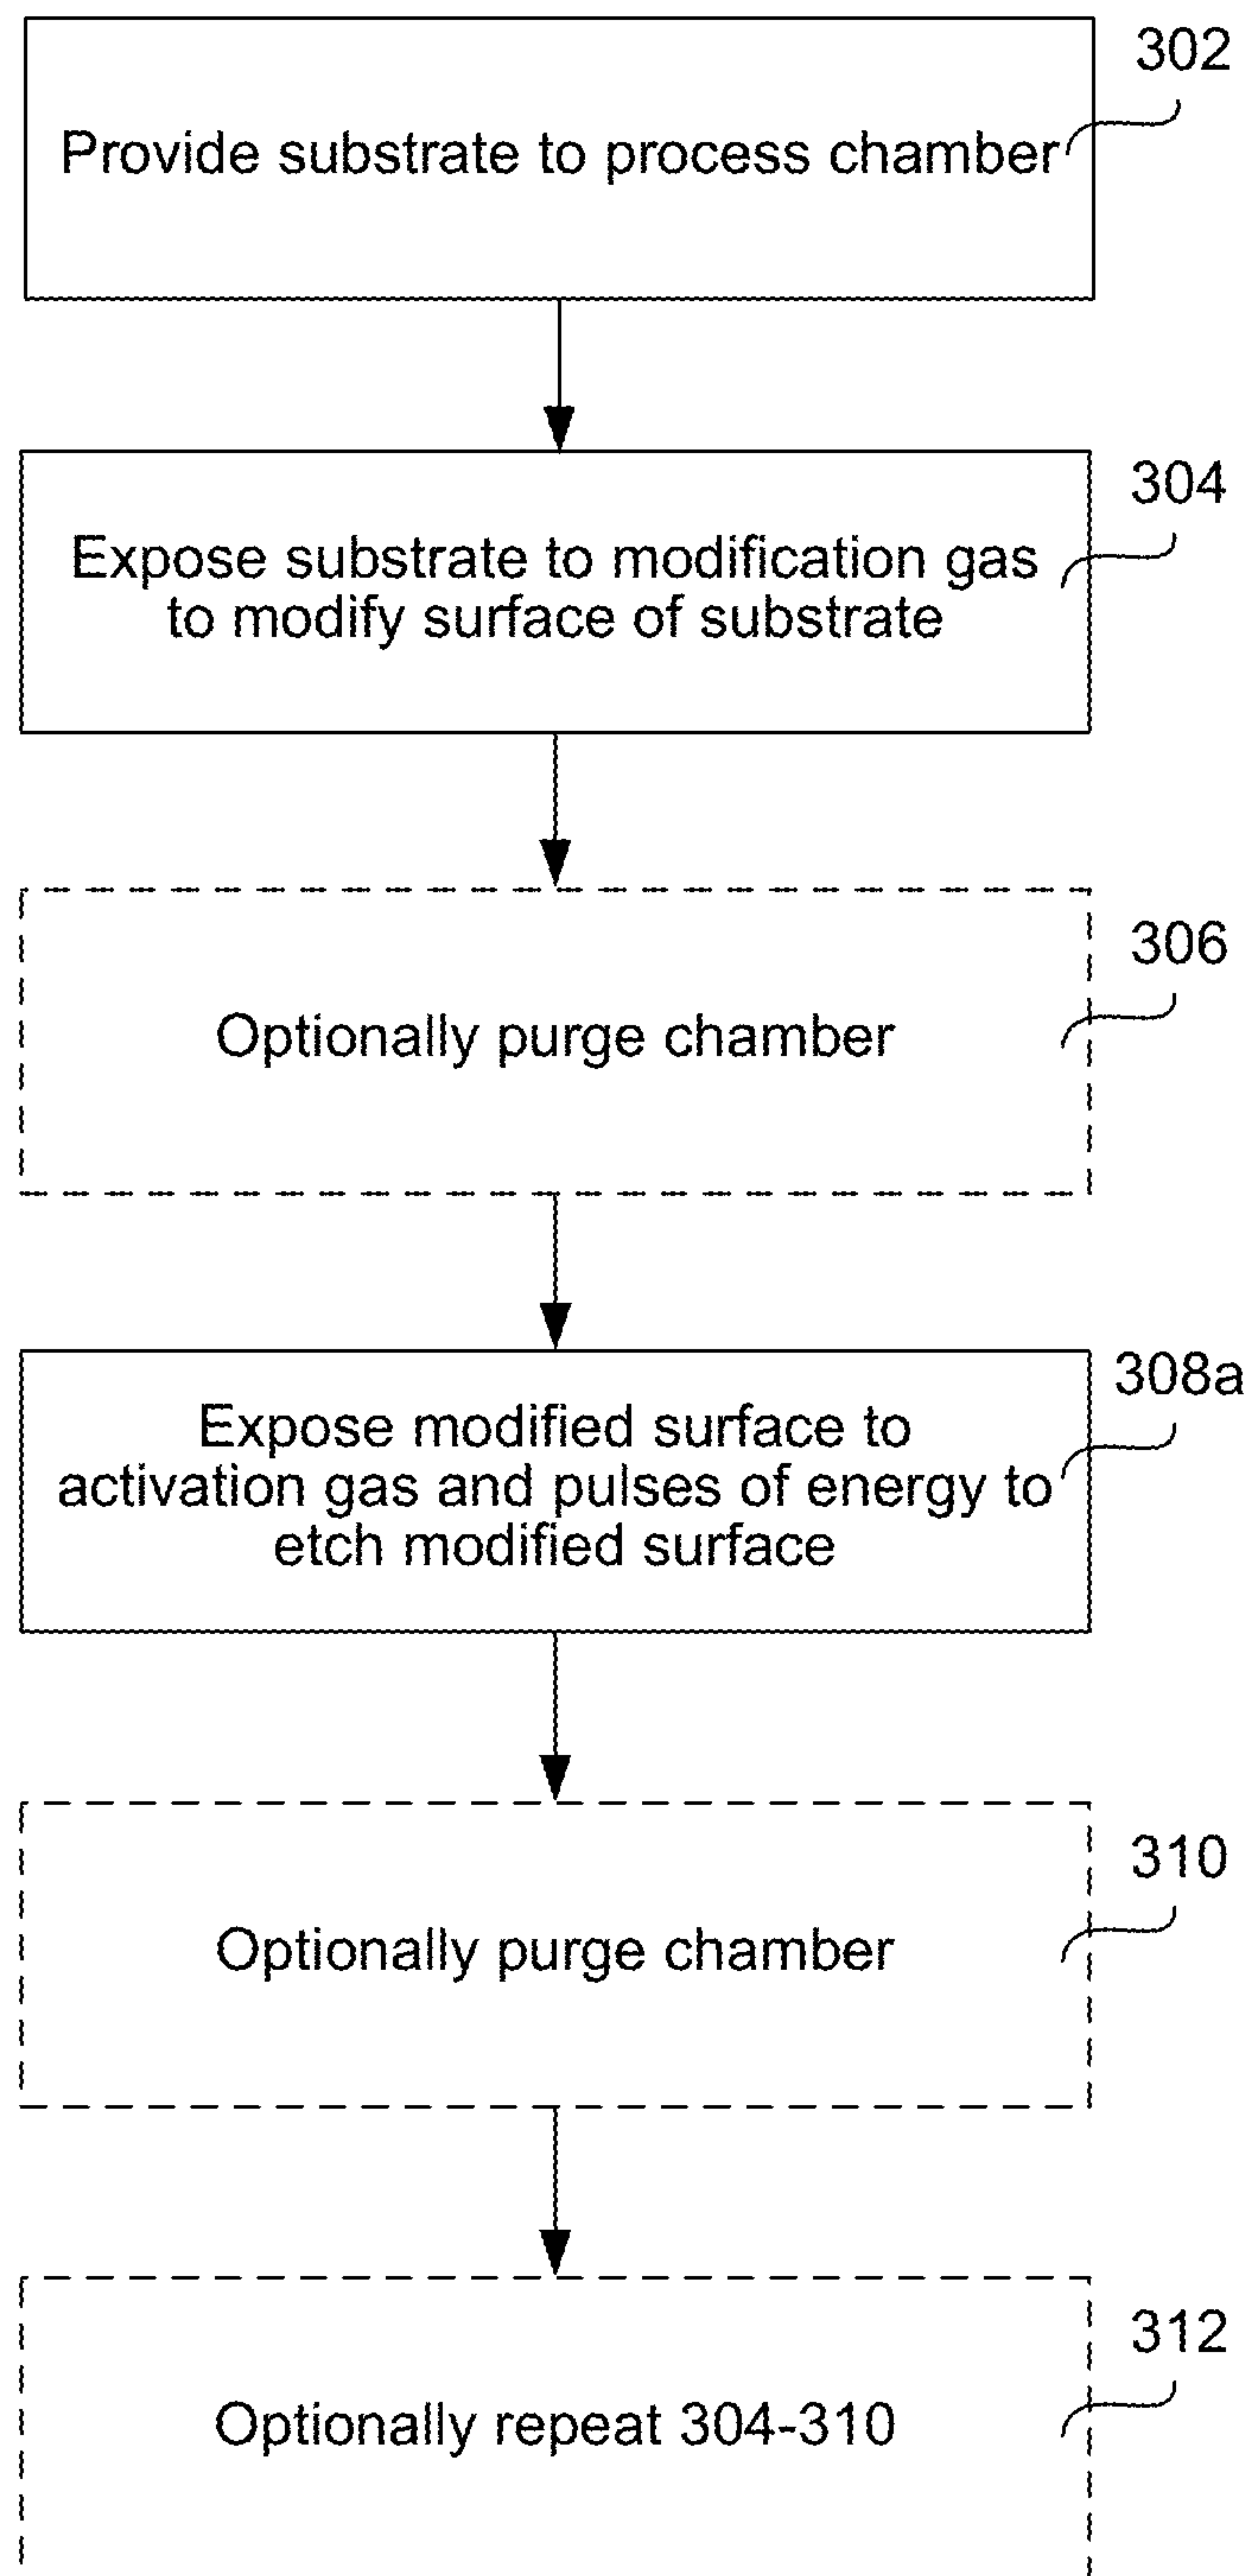 302
Provide substrate to process chamber
304
Expose substrate to modification gas
to modify surface of substrate
306
Optionally purge chamber
308a
Expose modified surface to
activation gas and pulses of energy to
etch modified surface
310
Optionally purge chamber
312
Optionally repeat 304-310